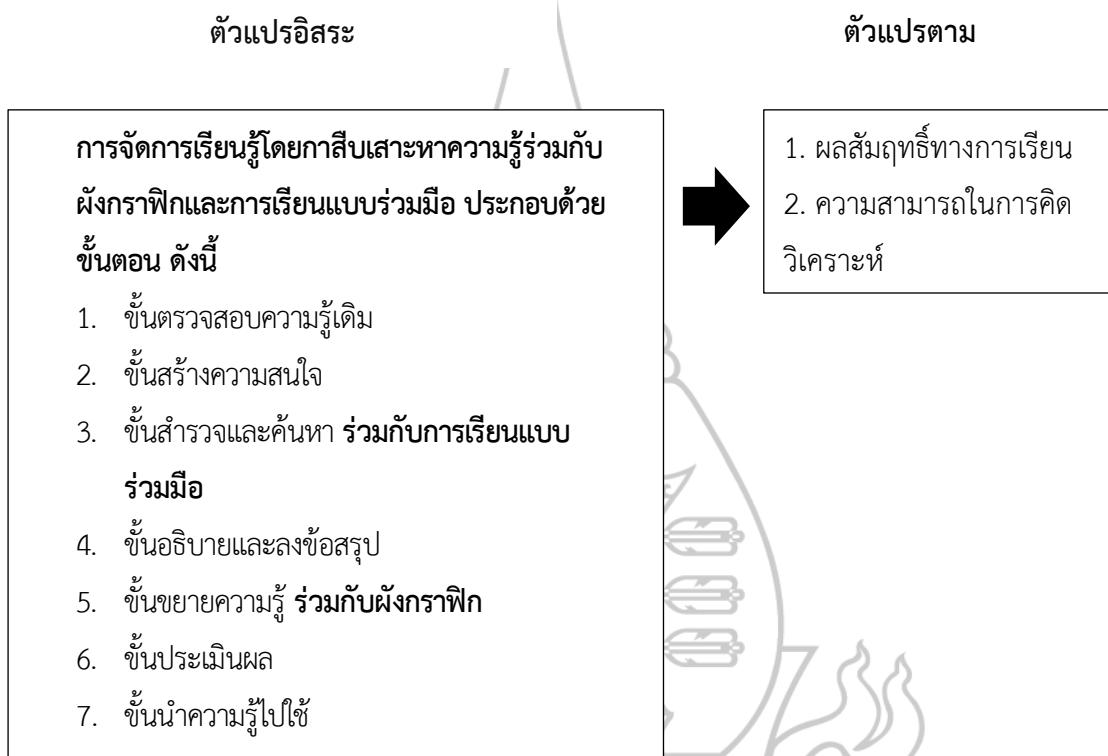 ตัวแปรอิสระ
ตัวแปรตาม
การจัดการเรียนรู้โดยกาสืบเสาะหาความรู้ร่วมกับ
ผังกราฟิกและการเรียนแบบร่วมมือ ประกอบด้วย
ขั้นตอน ดังนี้
1. ขั้นตรวจสอบความรู้เดิม
2. ขั้นสร้างความสนใจ
3. ขั้นสำรวจและค้นหา ร่วมกับการเรียนแบบ
ร่วมมือ
4. ขั้นอธิบายและลงข้อสรุป
5. ขั้นขยายความรู้ ร่วมกับผังกราฟิก
6. ขั้นประเมินผล
7. ขั้นนำความรู้ไปใช้
1. ผลสัมฤทธิ์ทางการเรียน
2. ความสามารถในการคิด
วิเคราะห์